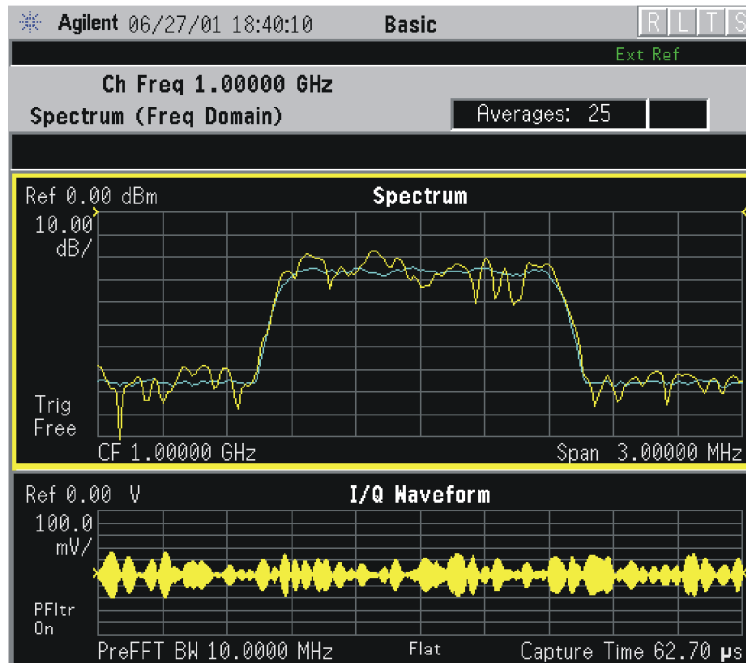 Agilent 06/27/01 18:40:10 Basic R L T S
Ext Ref
Ch Freq 1.00000 GHz
Spectrum (Freq Domain)
Averages: 25
Ref 0.00 dBm Spectrum
10.00
dB/
Trig
Free
CF 1.00000 GHz Span 3.00000 MHz
Ref 0.00 V I/Q Waveform
100.0
mV/
PFltr
On
PreFFT BW 10.0000 MHz Flat Capture Time 62.70 µs